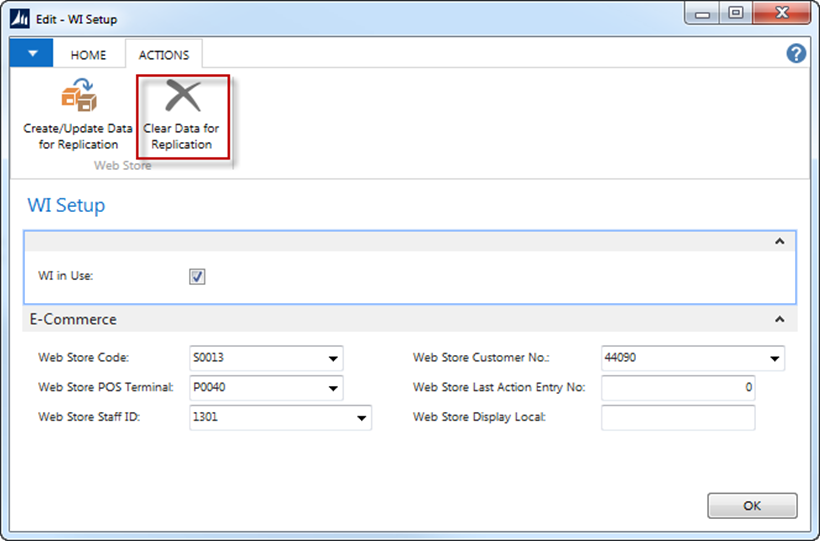 Edit - WI Setup
HOME
ACTIONS
?
Create/Update Data
for Replication
Clear Data for
Replication
Web Store
WI Setup
WI in Use:
E-Commerce
Web Store Code: S0013
Web Store Customer No.: 44090
Web Store POS Terminal: P0040
Web Store Last Action Entry No: 0
Web Store Staff ID: 1301
Web Store Display Local:
OK